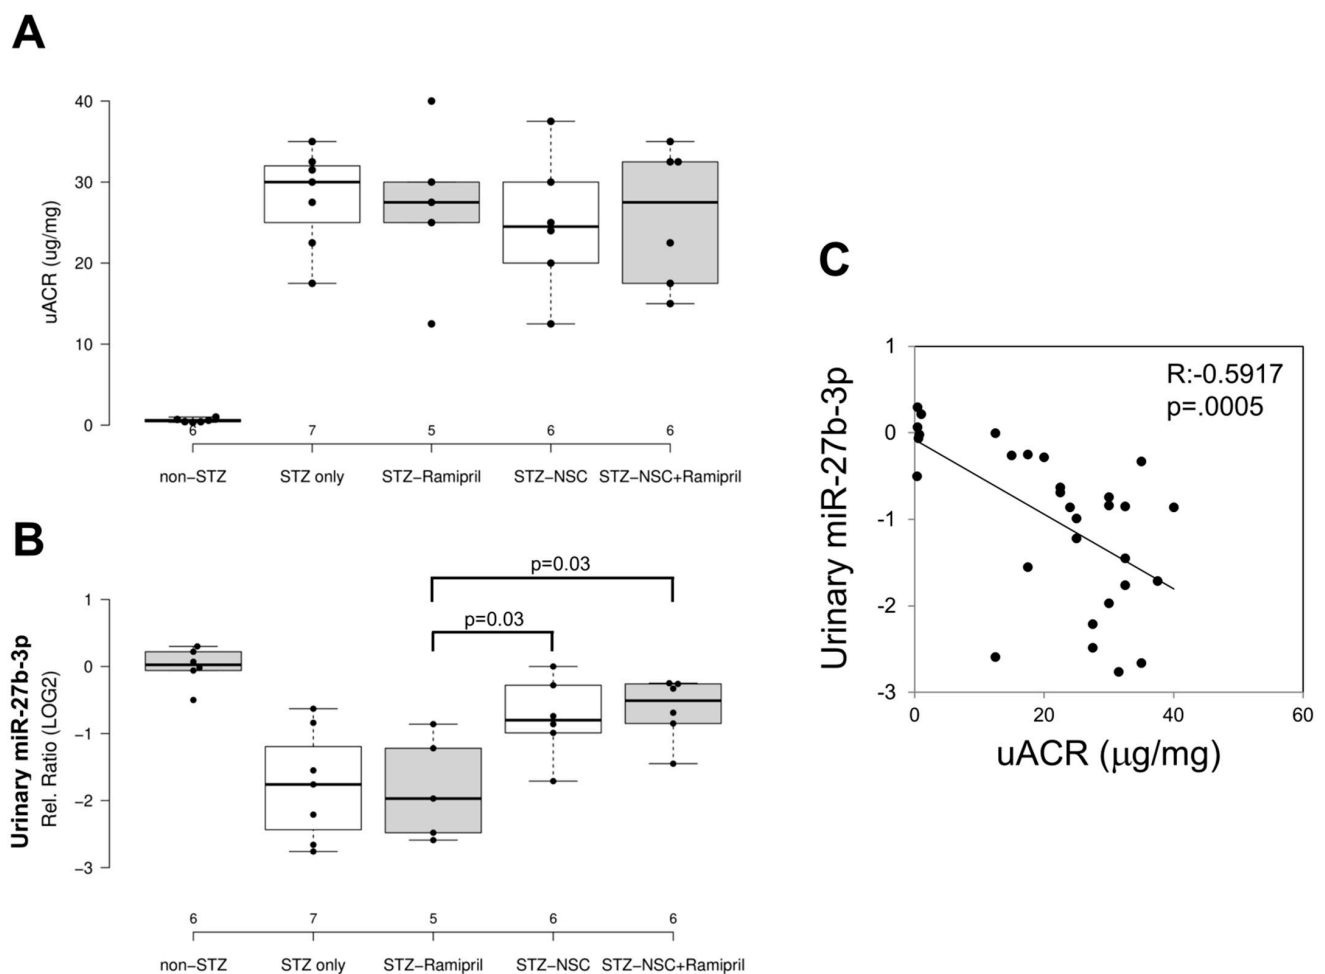 A
40
30
20
10
0
uACR (ug/mg)
6 7 5 6 6
non−STZ STZ only STZ−Ramipril STZ−NSC STZ−NSC+Ramipril
B
p=0.03
p=0.03
1
0
−1
−2
−3
Urinary miR-27b-3p
Rel. Ratio (LOG2)
6 7 5 6 6
non−STZ STZ only STZ−Ramipril STZ−NSC STZ−NSC+Ramipril
C
R:-0.5917
p=.0005
1
0
-1
-2
-3
Urinary miR-27b-3p
0 20 40 60
uACR (μg/mg)